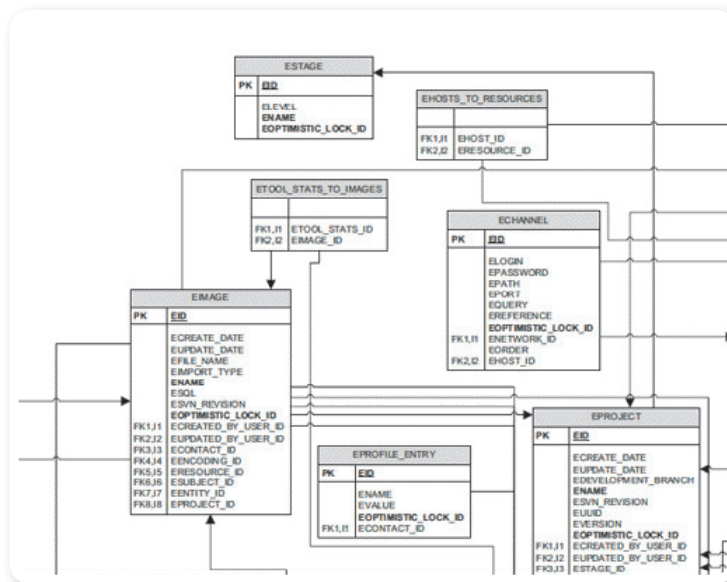 ESTAGE
PK EID
ELEVEL
ENAME
EOPTIMISTIC_LOCK_ID
EHOSTS_TO_RESOURCES
FK1,I1 EHOST_ID
FK2,I2 ERESOURCE_ID
ETOOL_STATS_TO_IMAGES
FK1,I1 ETOOL_STATS_ID
FK2,I2 EIMAGE_ID
ECHANNEL
PK EID
ELOGIN
EPASSWORD
EPATH
EPORT
EQUERY
EREFERENCE
EOPTIMISTIC_LOCK_ID
FK1,I1 ENETWORK_ID
EORDER
FK2,I2 EHOST_ID
EIMAGE
PK EID
ECREATE_DATE
EUPDATE_DATE
EFILE_NAME
EIMPORT_TYPE
ENAME
ESQL
ESVN_REVISION
EOPTIMISTIC_LOCK_ID
FK1,I1 ECREATED_BY_USER_ID
FK2,I2 EUPDATED_BY_USER_ID
FK3,I3 ECONTACT_ID
FK4,I4 EENCODING_ID
FK5,I5 ERESOURCE_ID
FK6,I6 ESUBJECT_ID
FK7,I7 EENTITY_ID
FK8,I8 EPROJECT_ID
EPROFILE_ENTRY
PK EID
ENAME
EVALUE
EOPTIMISTIC_LOCK_ID
FK1,I1 ECONTACT_ID
EPROJECT
PK EID
ECREATE_DATE
EUPDATE_DATE
EDEVELOPMENT_BRANCH
ENAME
ESVN_REVISION
EUUID
EVERSION
EOPTIMISTIC_LOCK_ID
FK1,I1 ECREATED_BY_USER_ID
FK2,I2 EUPDATED_BY_USER_ID
FK3,I3 ESTAGE_ID